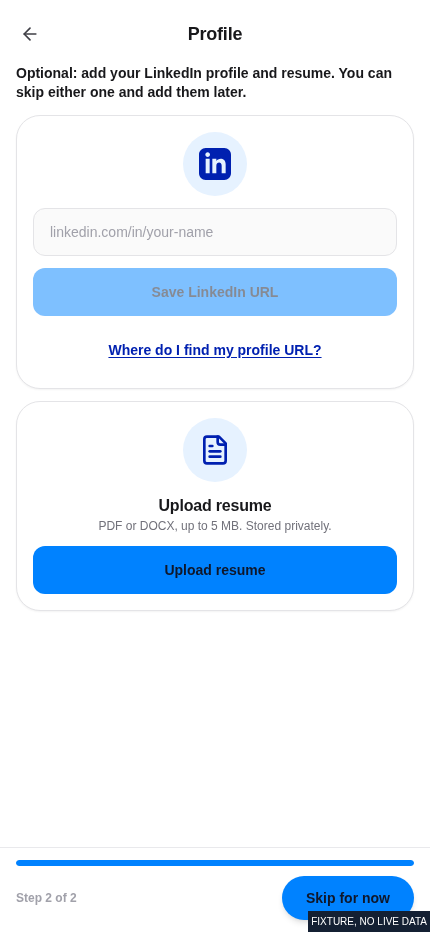 Profile
Optional: add your LinkedIn profile and resume. You can
skip either one and add them later.
in
linkedin.com/in/your-name
Save LinkedIn URL
Where do I find my profile URL?
Upload resume
PDF or DOCX, up to 5 MB. Stored privately.
Upload resume
Step 2 of 2
Skip for now
FIXTURE, NO LIVE DATA